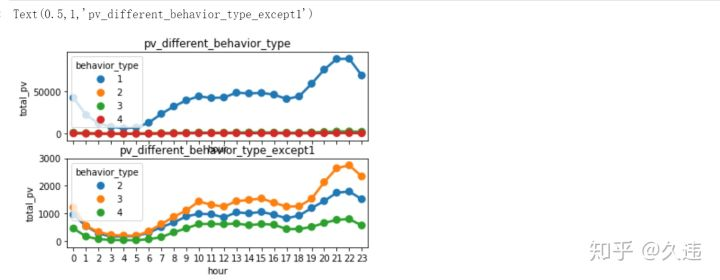 Text(0.5,1,'pv_different_behavior_type_except1')
pv_different_behavior_type
behavior_type
1
2
3
4
50000
0
total_pv
hour
pv_different_behavior_type_except1
behavior_type
2
3
4
3000
2000
1000
0
total_pv
0 1 2 3 4 5 6 7 8 9 10 11 12 13 14 15 16 17 18 19 20 21 22 23
hour
知乎 @久违